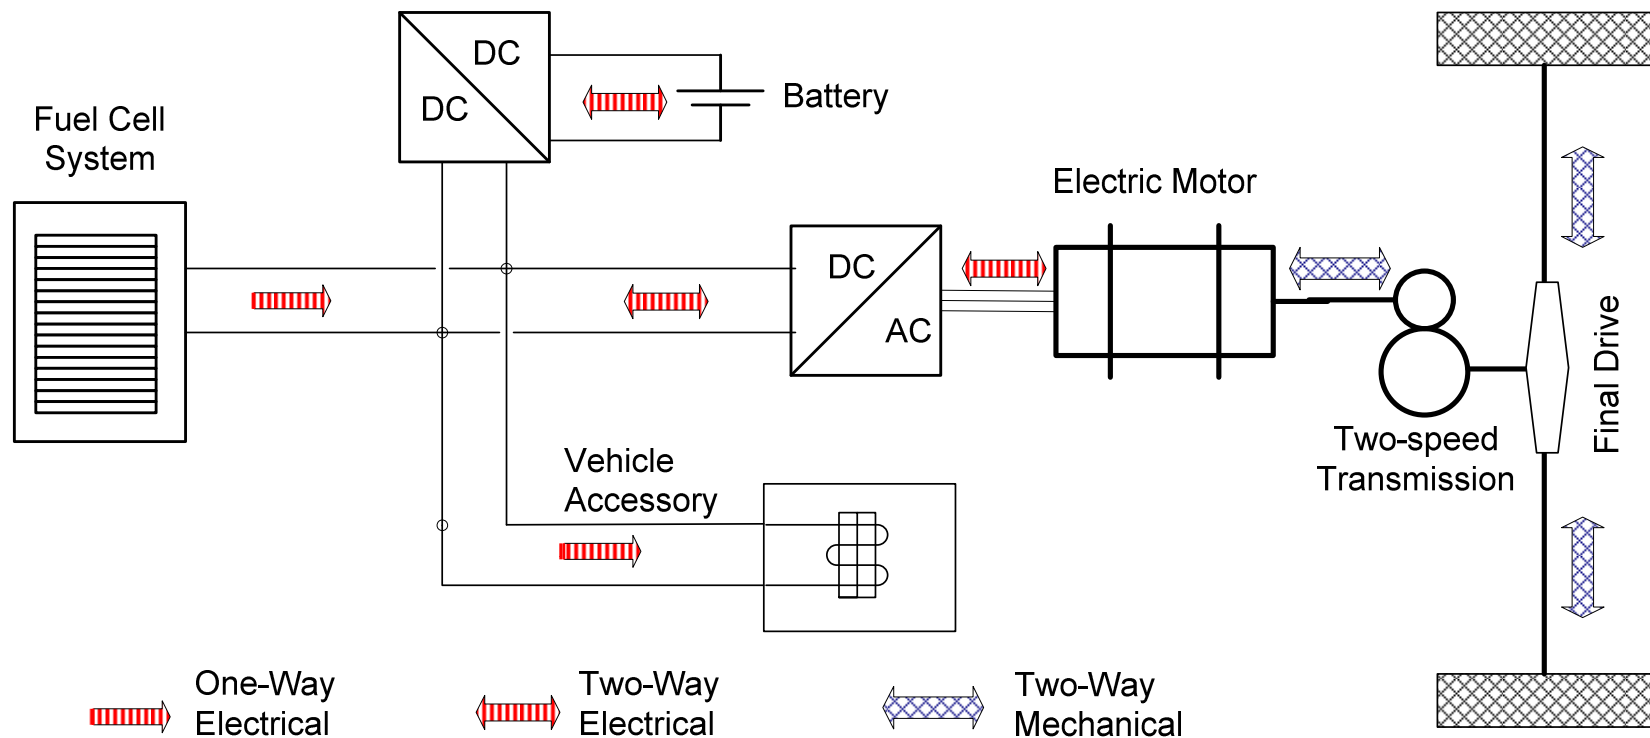 DC
DC
Battery
Fuel Cell
System
Electric Motor
DC
AC
Final Drive
Two-speed
Transmission
Vehicle
Accessory
One-Way
Electrical
Two-Way
Electrical
Two-Way
Mechanical